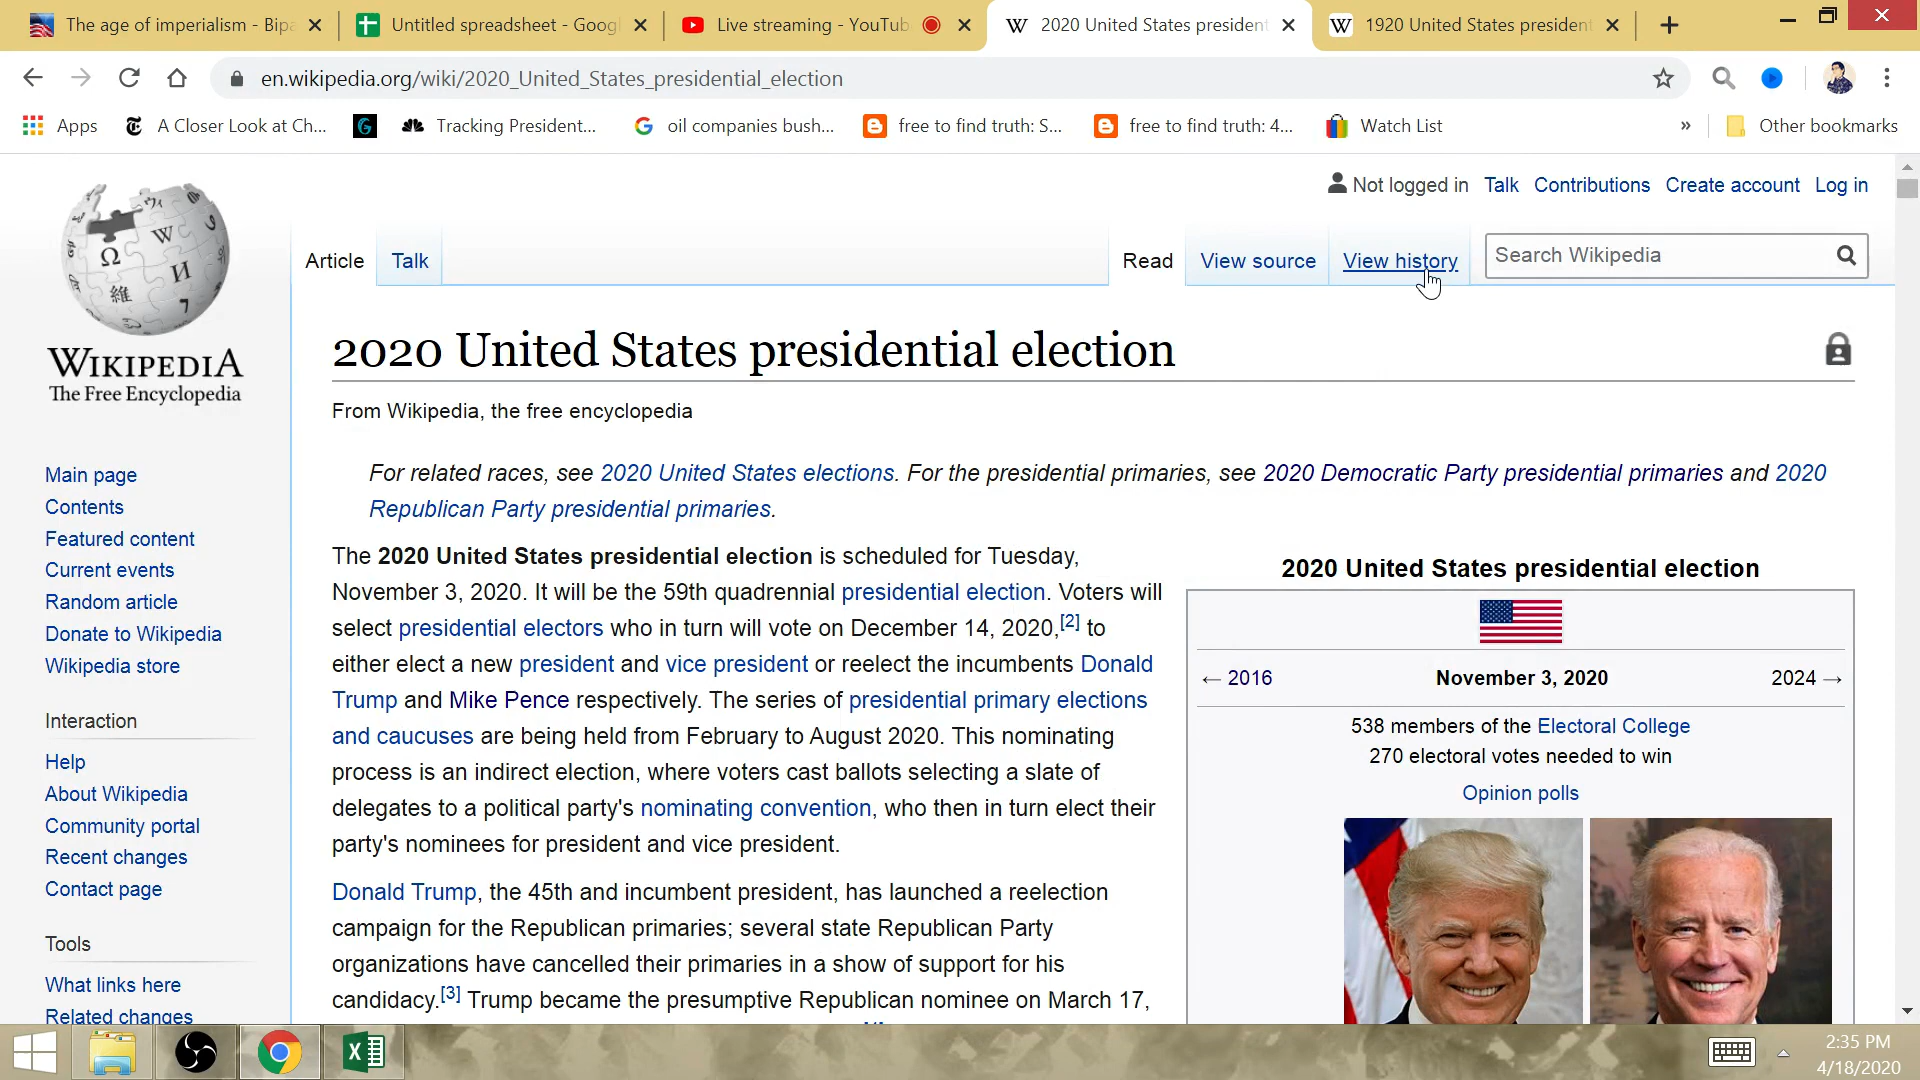 The age of imperialism - Bipa
Untitled spreadsheet - Goog
Live streaming - YouTub
2020 United States president
1920 United States president
en.wikipedia.org/wiki/2020_United_States_presidential_election
Apps
A Closer Look at Ch...
Tracking President...
oil companies bush...
free to find truth: S...
free to find truth: 4...
Watch List
»
Other bookmarks
Not logged in Talk Contributions Create account Log in
Article Talk Read View source View history Search Wikipedia
WIKIPEDIA
The Free Encyclopedia
Main page
Contents
Featured content
Current events
Random article
Donate to Wikipedia
Wikipedia store
Interaction
Help
About Wikipedia
Community portal
Recent changes
Contact page
Tools
What links here
Related changes
2020 United States presidential election
From Wikipedia, the free encyclopedia
For related races, see 2020 United States elections. For the presidential primaries, see 2020 Democratic Party presidential primaries and 2020
Republican Party presidential primaries.
The 2020 United States presidential election is scheduled for Tuesday,
November 3, 2020. It will be the 59th quadrennial presidential election. Voters will
select presidential electors who in turn will vote on December 14, 2020,[2] to
either elect a new president and vice president or reelect the incumbents Donald
Trump and Mike Pence respectively. The series of presidential primary elections
and caucuses are being held from February to August 2020. This nominating
process is an indirect election, where voters cast ballots selecting a slate of
delegates to a political party's nominating convention, who then in turn elect their
party's nominees for president and vice president.
Donald Trump, the 45th and incumbent president, has launched a reelection
campaign for the Republican primaries; several state Republican Party
organizations have cancelled their primaries in a show of support for his
candidacy.[3] Trump became the presumptive Republican nominee on March 17,
2020 United States presidential election
← 2016 November 3, 2020 2024 →
538 members of the Electoral College
270 electoral votes needed to win
Opinion polls
2:35 PM
4/18/2020